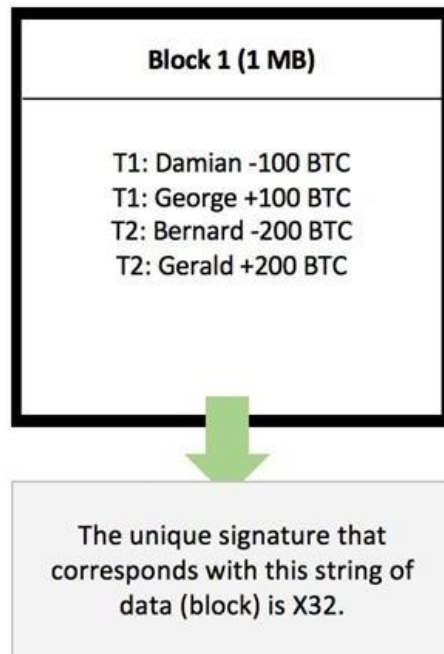 Block 1 (1 MB)
T1: Damian -100 BTC
T1: George +100 BTC
T2: Bernard -200 BTC
T2: Gerald +200 BTC
The unique signature that
corresponds with this string of
data (block) is X32.